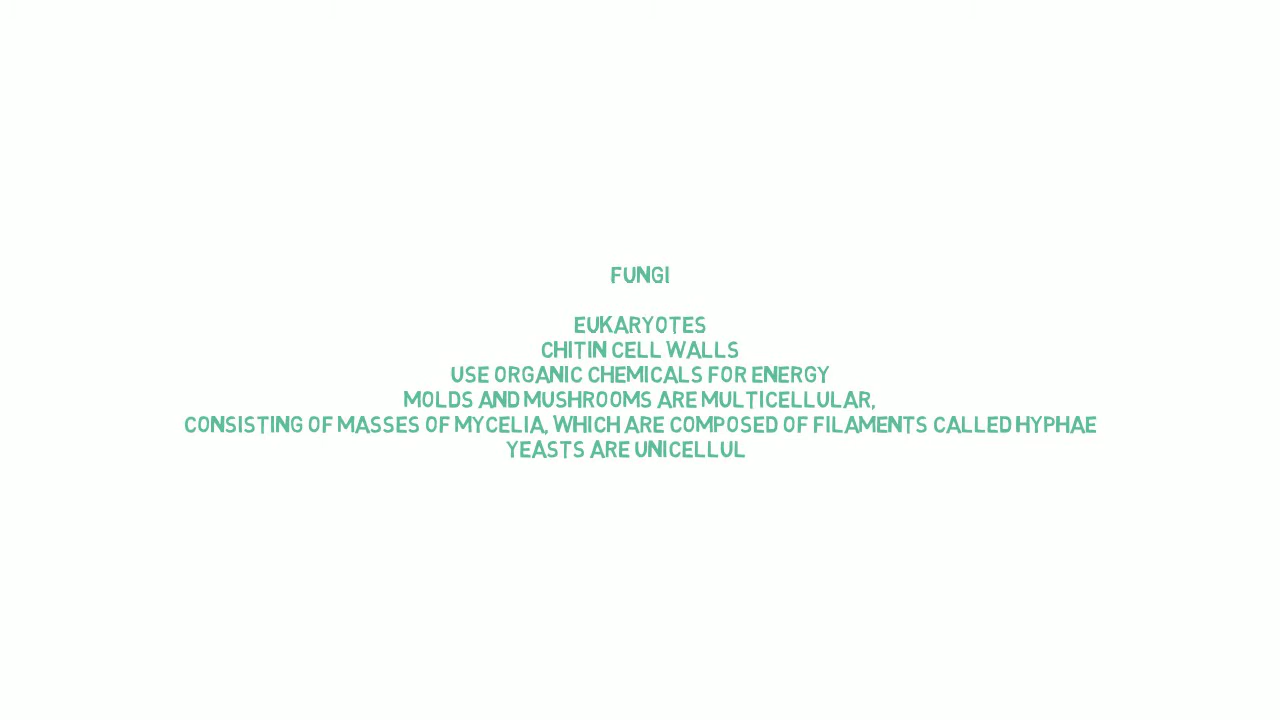 FUNGI
EUKARYOTES
CHITIN CELL WALLS
USE ORGANIC CHEMICALS FOR ENERGY
MOLDS AND MUSHROOMS ARE MULTICELLULAR,
CONSISTING OF MASSES OF MYCELIA, WHICH ARE COMPOSED OF FILAMENTS CALLED HYPHAE
YEASTS ARE UNICELLUL